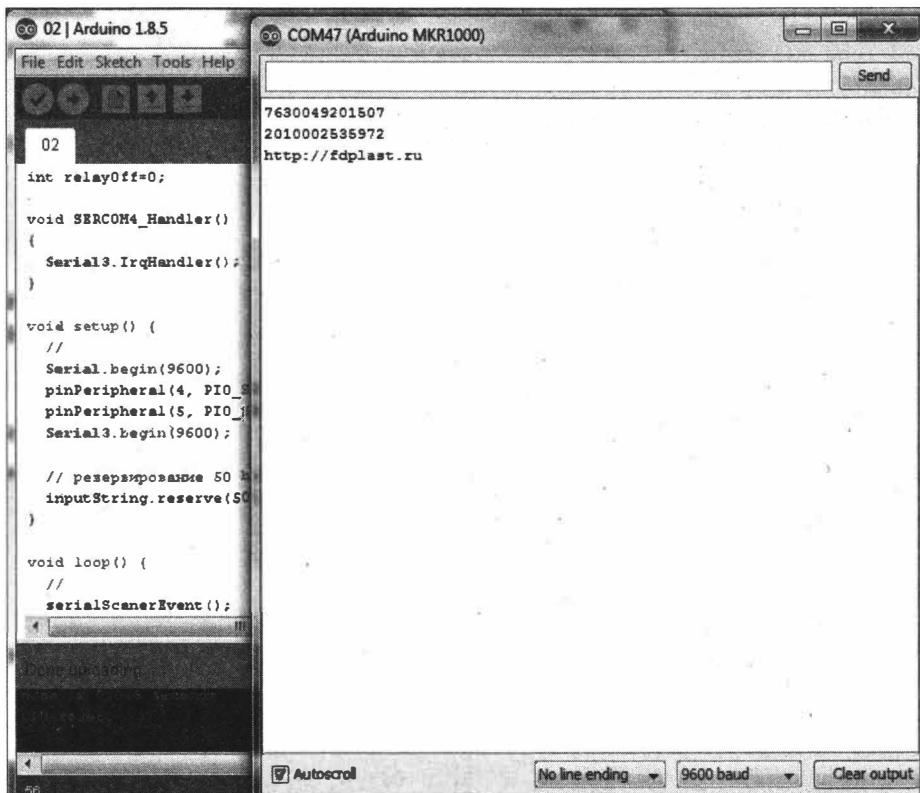 02 | Arduino 1.8.5
File Edit Sketch Tools Help
02
int relayOff=0;
void SERCOM4_Handler()
{
Serial3.IrqHandler();
}
void setup() {
//
Serial.begin(9600);
pinPeripheral(4, PIO_S
pinPeripheral(5, PIO_
Serial3.begin(9600);
// резервирование 50
inputString.reserve(50
}
void loop() {
//
serialScanerEvent();
Done uploading
56
COM47 (Arduino MKR1000)
Send
7630049201507
2010002535972
http://fdplast.ru
Autoscroll
No line ending
9600 baud
Clear output